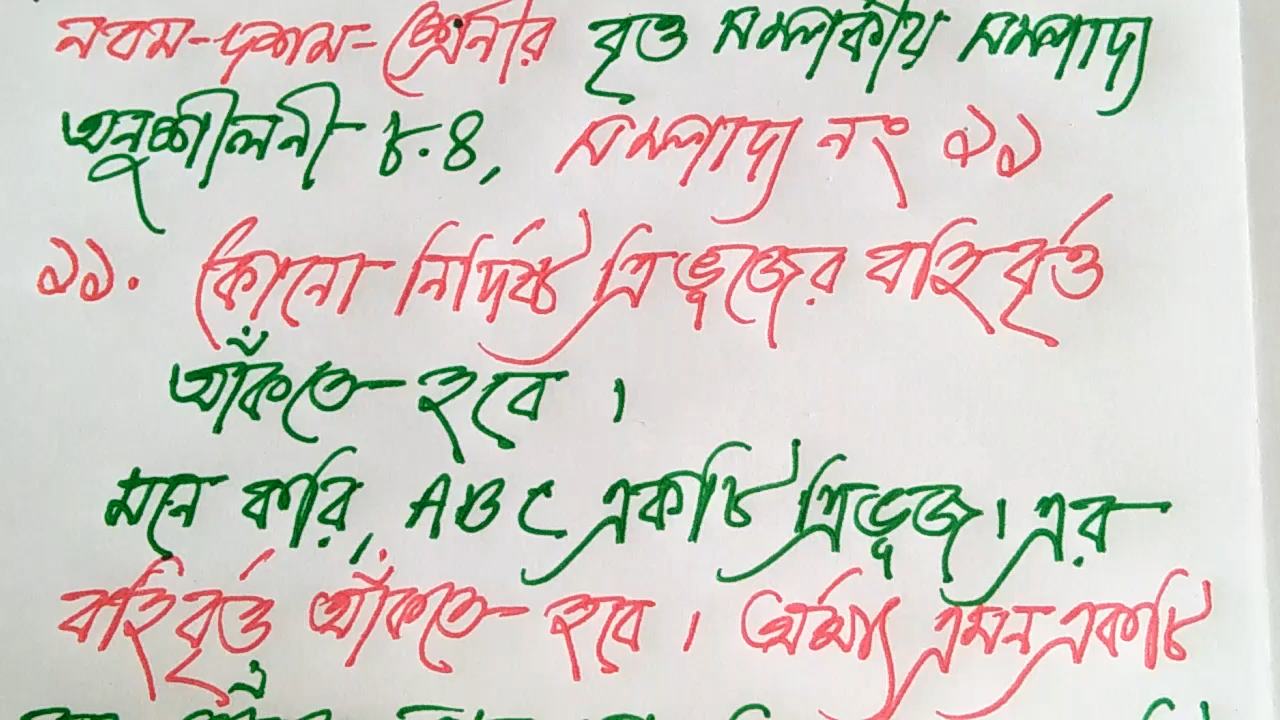 নবম-দশম-শ্রেনীর বৃত্ত সম্পর্কীয় সম্পাদ্য
অনুশীলনী ৮.৪, সম্পাদ্য নং ১১
১১. কোনো নির্দিষ্ট ত্রিভুজের বহিবৃর্ত্ত
আঁকতে হবে ।
মনে করি, ABC একটি ত্রিভূজ। এর
বহিবৃর্ত্ত আঁকতে হবে । অর্থ্যাৎ এমন একটি